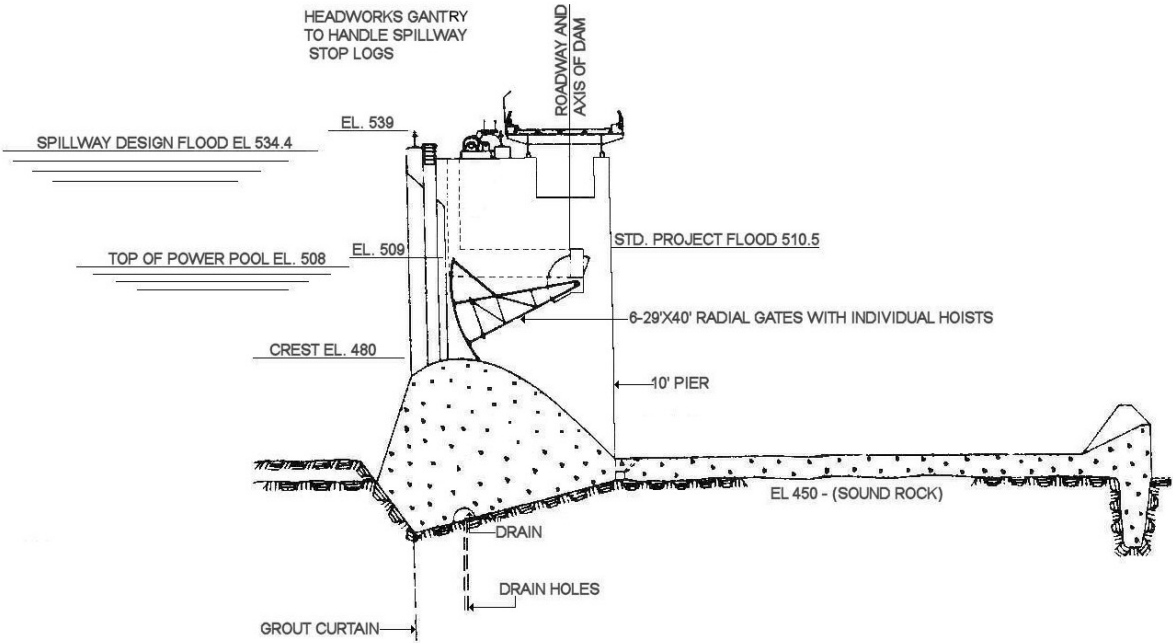 HEADWORKS GANTRY
TO HANDLE SPILLWAY
STOP LOGS
ROADWAY AND
AXIS OF DAM
EL. 539
SPILLWAY DESIGN FLOOD EL 534.4
STD. PROJECT FLOOD 510.5
EL. 509
TOP OF POWER POOL EL. 508
6-29'X40' RADIAL GATES WITH INDIVIDUAL HOISTS
CREST EL. 480
10' PIER
EL 450 - (SOUND ROCK)
DRAIN
DRAIN HOLES
GROUT CURTAIN